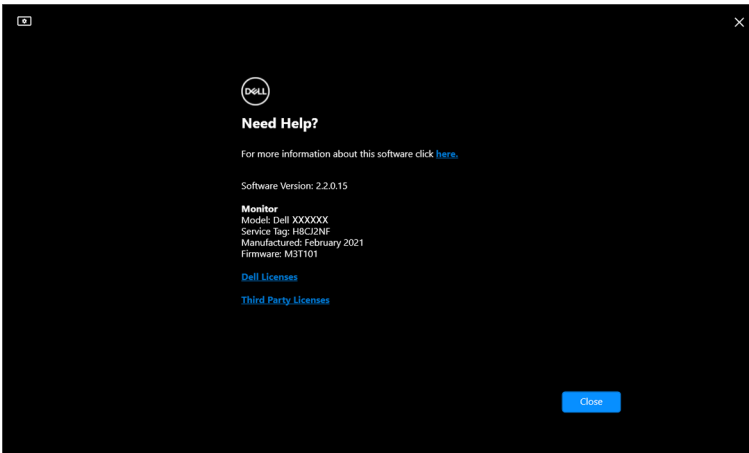 DELL
Need Help?
For more information about this software click here.
Software Version: 2.2.0.15
Monitor
Model: Dell XXXXXX
Service Tag: H8CJ2NF
Manufactured: February 2021
Firmware: M3T101
Dell Licenses
Third Party Licenses
Close